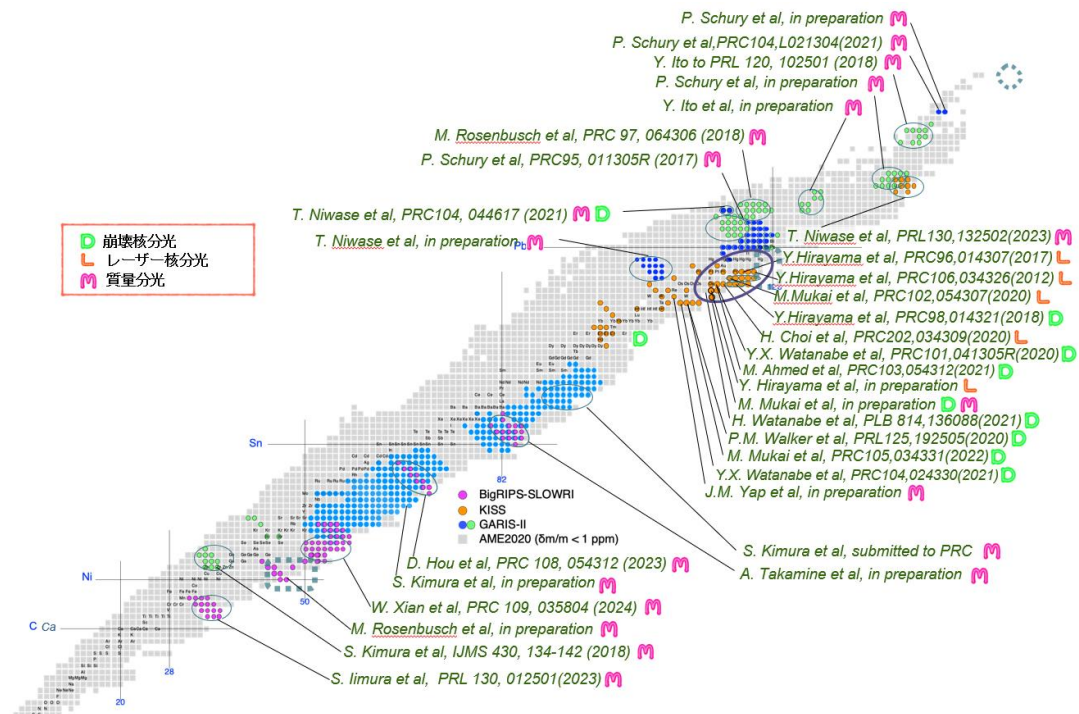 P. Schury et al, in preparation M
P. Schury et al,PRC104,L021304(2021) M
Y. Ito to PRL 120, 102501 (2018) M
P. Schury et al, in preparation M
Y. Ito et al, in preparation M
M. Rosenbusch et al, PRC 97, 064306 (2018) M
P. Schury et al, PRC95, 011305R (2017) M
T. Niwase et al, PRC104, 044617 (2021) M D
T. Niwase et al, in preparation M
Pb
D 崩壊核分光
L レーザー核分光
M 質量分光
T. Niwase et al, PRL130,132502(2023) M
Y.Hirayama et al, PRC96,014307(2017) L
Y.Hirayama et al, PRC106,034326(2012) L
M.Mukai et al, PRC102,054307(2020) L
Y.Hirayama et al, PRC98,014321(2018) D
H. Choi et al, PRC202,034309(2020) L
Y.X. Watanabe et al, PRC101,041305R(2020) D
M. Ahmed et al, PRC103,054312(2021) D
Y. Hirayama et al, in preparation L
M. Mukai et al, in preparation D M
H. Watanabe et al, PLB 814,136088(2021) D
P.M. Walker et al, PRL125,192505(2020) D
M. Mukai et al, PRC105,034331(2022) D
Y.X. Watanabe et al, PRC104,024330(2021) D
J.M. Yap et al, in preparation M
D
Sn
82
BigRIPS-SLOWRI
KISS
GARIS-II
AME2020 (δm/m < 1 ppm)
S. Kimura et al, submitted to PRC M
A. Takamine et al, in preparation M
D. Hou et al, PRC 108, 054312 (2023) M
S. Kimura et al, in preparation M
W. Xian et al, PRC 109, 035804 (2024) M
M. Rosenbusch et al, in preparation M
S. Kimura et al, IJMS 430, 134-142 (2018) M
S. Iimura et al, PRL 130, 012501(2023) M
Ni
50
C Ca
28
20